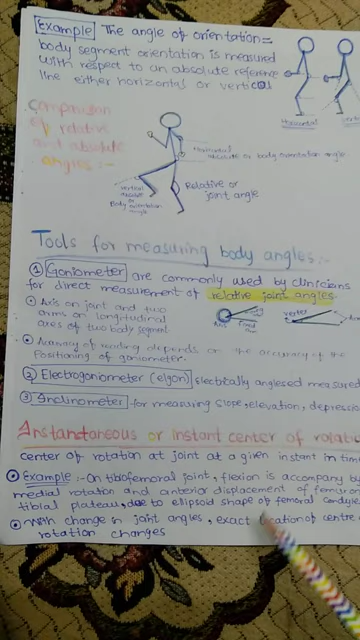 Example The angle of orientation =
body segment orientation is measured
with respect to an absolute reference
line either horizontal or vertical
Horizontal
vertical
comparison
of relative
and absolute
angles :-
Horizontal
absolute or body orientation angle
vertical
absolute
or
Body orientation
angle
Relative or
joint angle
Tools for measuring body angles:-
① Goniometer are commonly used by clinicians
for direct measurement of relative joint angles.
Axis on joint and two
arms on longitudinal
axes of two body segment.
Axis
Fixed
arm
vertex
Accuracy of reading depends on the accuracy of the
Positioning of goniometer.
② Electrogoniometer (elgon) electically anglesed measured
③ Inclinometer for measuring slope, elevation, depression
Instantaneous or instant center of rotation
center of rotation at joint at a given instant in time
Example :- On tibiofemoral joint, flexion is accompany by
medial rotation and anterior displacement of femur on
tibial plateau, due to ellipsoid shape of femoral condyle
With change in joint angles, exact location of centre
rotation changes